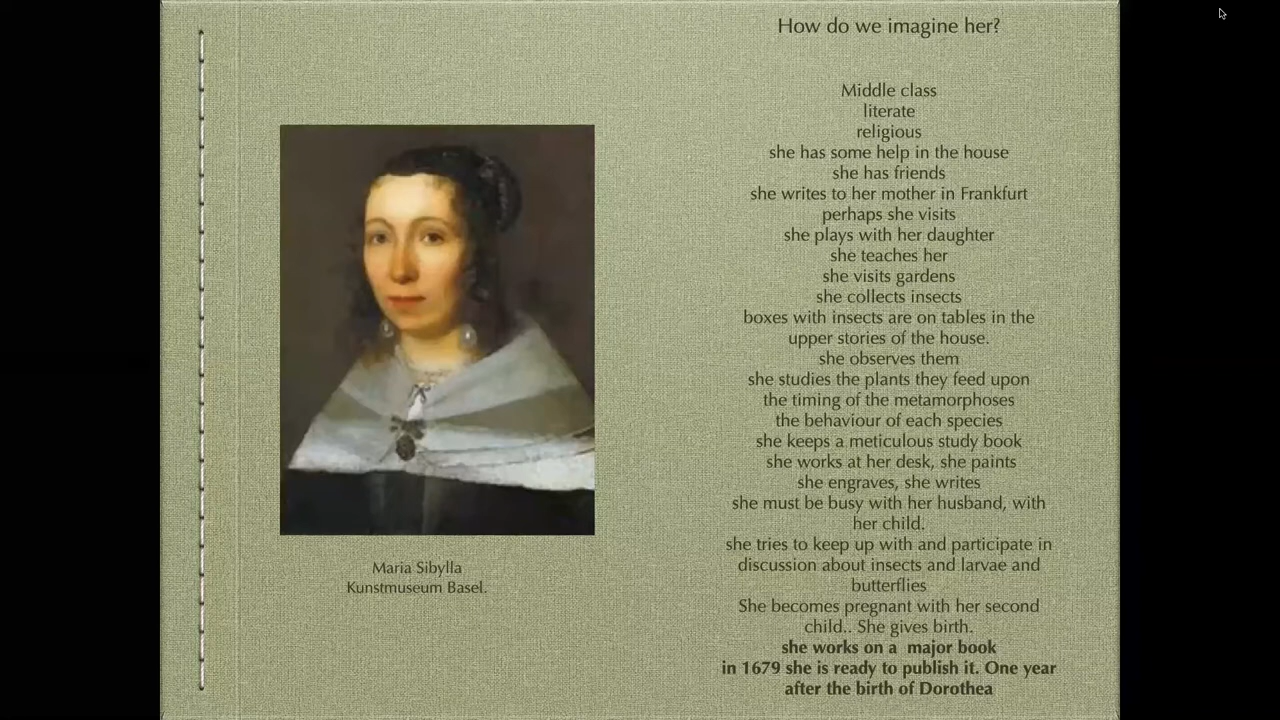 How do we imagine her?
Middle class
literate
religious
she has some help in the house
she has friends
she writes to her mother in Frankfurt
perhaps she visits
she plays with her daughter
she teaches her
she visits gardens
she collects insects
boxes with insects are on tables in the
upper stories of the house.
she observes them
she studies the plants they feed upon
the timing of the metamorphoses
the behaviour of each species
she keeps a meticulous study book
she works at her desk, she paints
she engraves, she writes
she must be busy with her husband, with
her child.
she tries to keep up with and participate in
discussion about insects and larvae and
butterflies
She becomes pregnant with her second
child.. She gives birth.
she works on a  major book
in 1679 she is ready to publish it. One year
after the birth of Dorothea
Maria Sibylla
Kunstmuseum Basel.